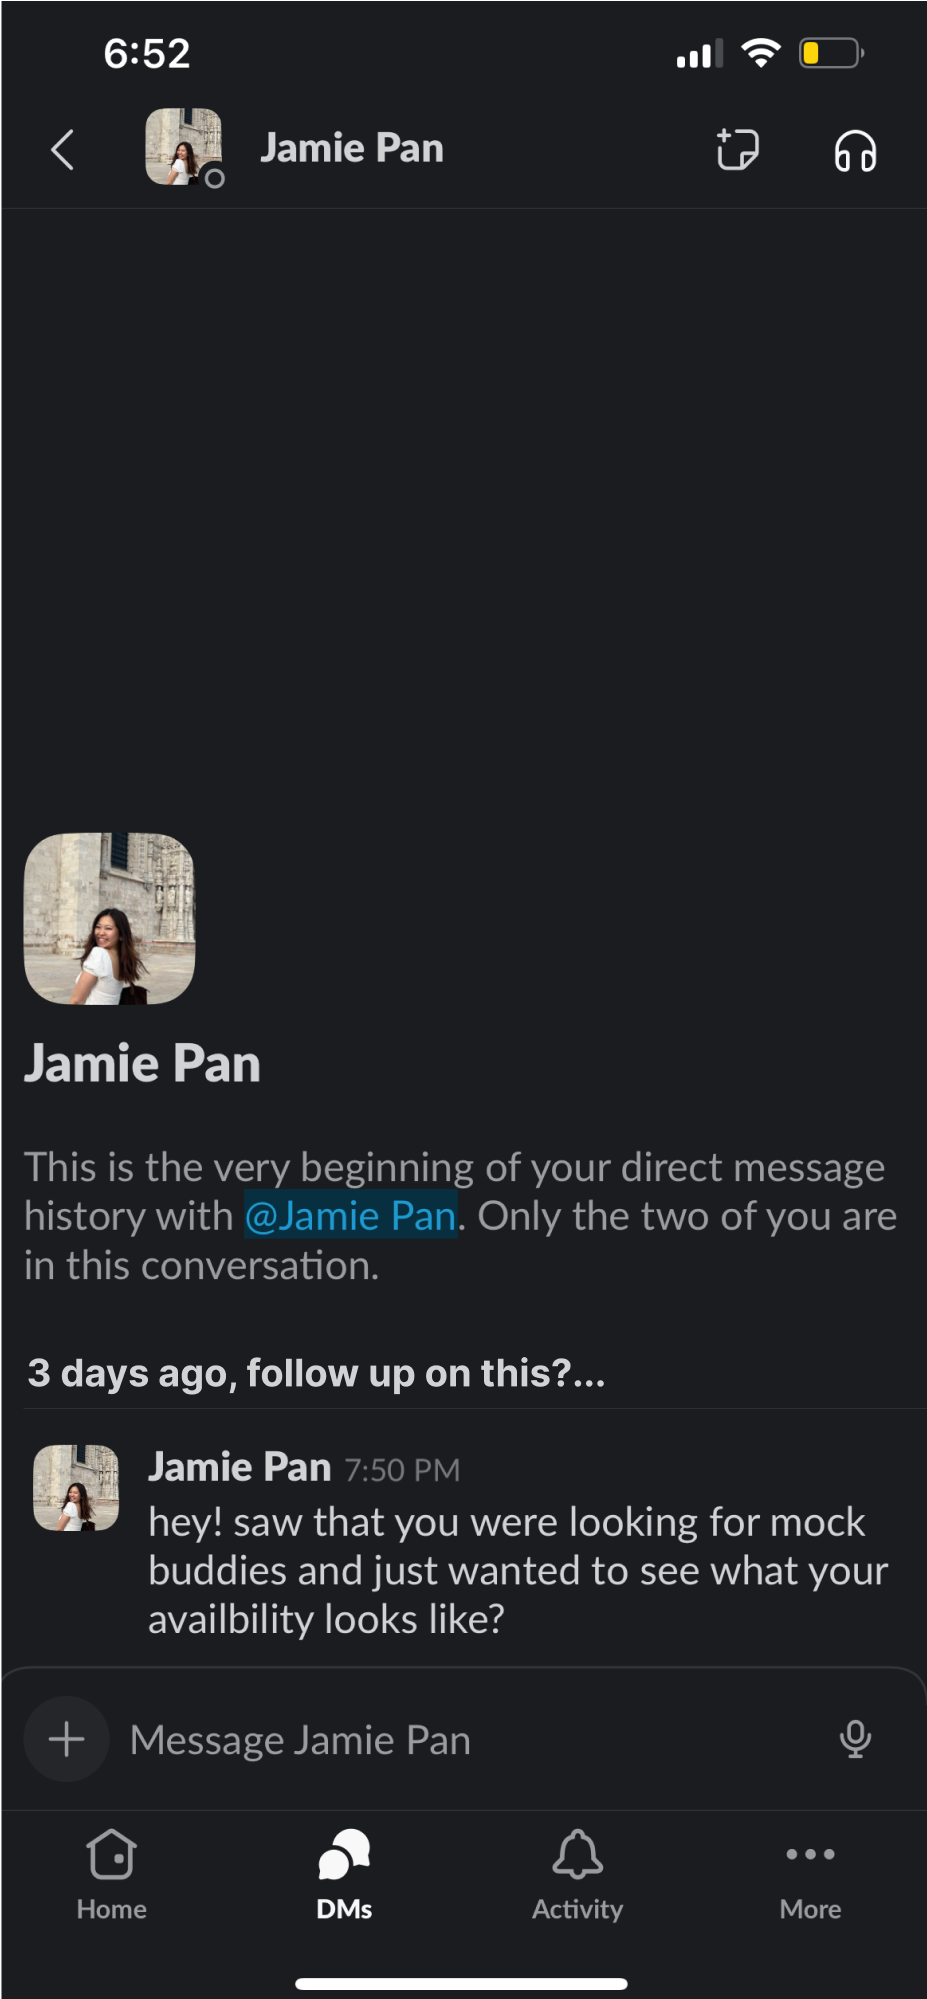 6:52
Jamie Pan
Jamie Pan
This is the very beginning of your direct message
history with @Jamie Pan. Only the two of you are
in this conversation.
3 days ago, follow up on this?...
Jamie Pan 7:50 PM
hey! saw that you were looking for mock
buddies and just wanted to see what your
availbility looks like?
Message Jamie Pan
Home DMs Activity More